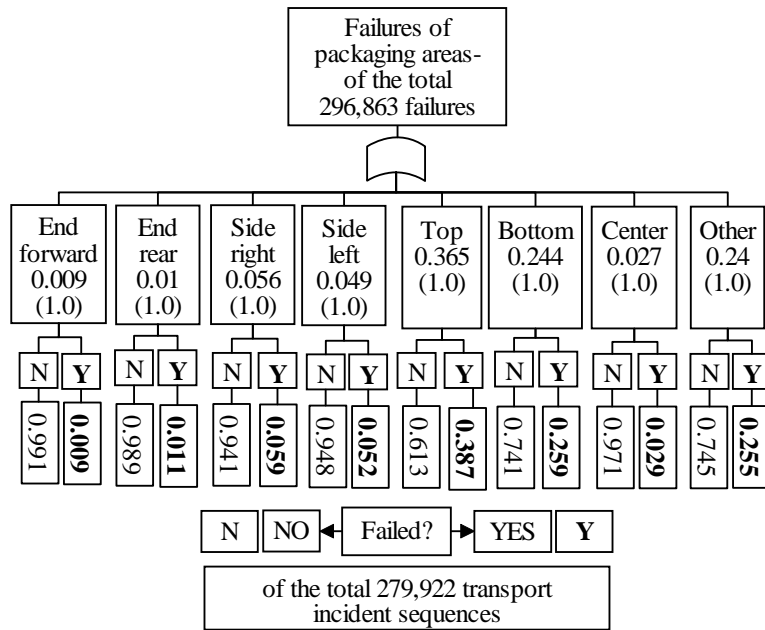 Failures of
packaging areas-
of the total
296,863 failures
End
forward
0.009
(1.0)
End
rear
0.01
(1.0)
Side
right
0.056
(1.0)
Side
left
0.049
(1.0)
Top
0.365
(1.0)
Bottom
0.244
(1.0)
Center
0.027
(1.0)
Other
0.24
(1.0)
N Y N Y N Y N Y N Y N Y N Y N Y
0.991
0.009
0.989
0.011
0.941
0.059
0.948
0.052
0.613
0.387
0.741
0.259
0.971
0.029
0.745
0.255
N NO Failed? YES Y
of the total 279,922 transport
incident sequences